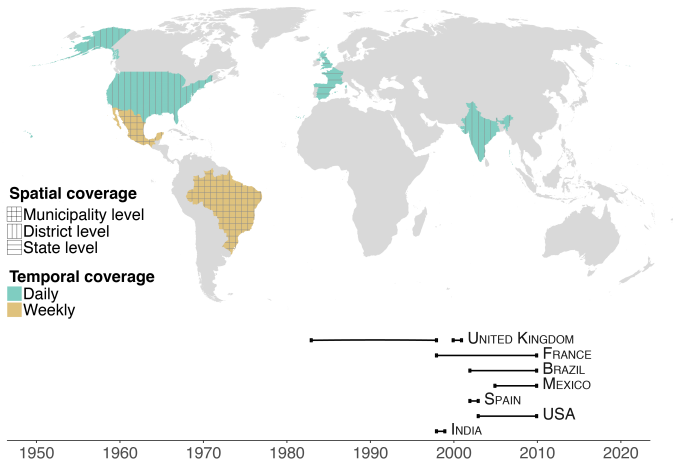 Spatial coverage
Municipality level
District level
State level
Temporal coverage
Daily
Weekly
UNITED KINGDOM
FRANCE
BRAZIL
MEXICO
SPAIN
USA
INDIA
1950 1960 1970 1980 1990 2000 2010 2020